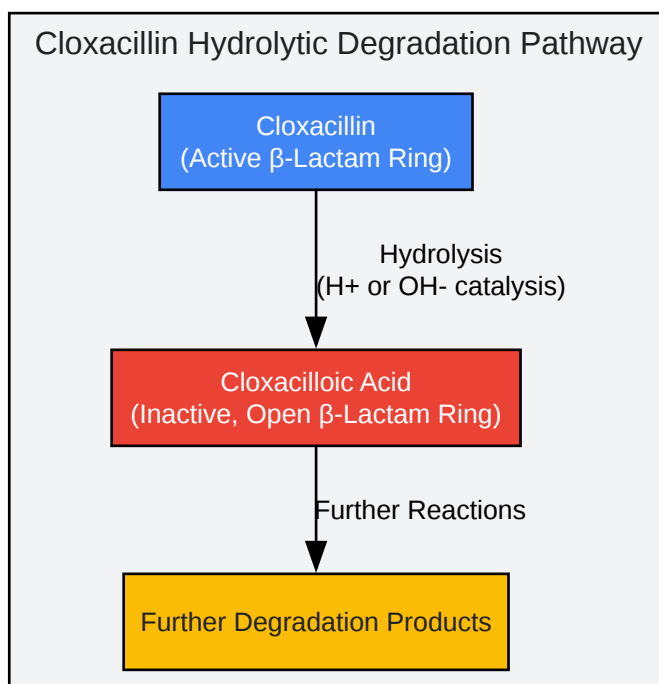 Cloxacillin Hydrolytic Degradation Pathway
Cloxacillin
(Active β-Lactam Ring)
Hydrolysis
(H+ or OH- catalysis)
Cloxacilloic Acid
(Inactive, Open β-Lactam Ring)
Further Reactions
Further Degradation Products